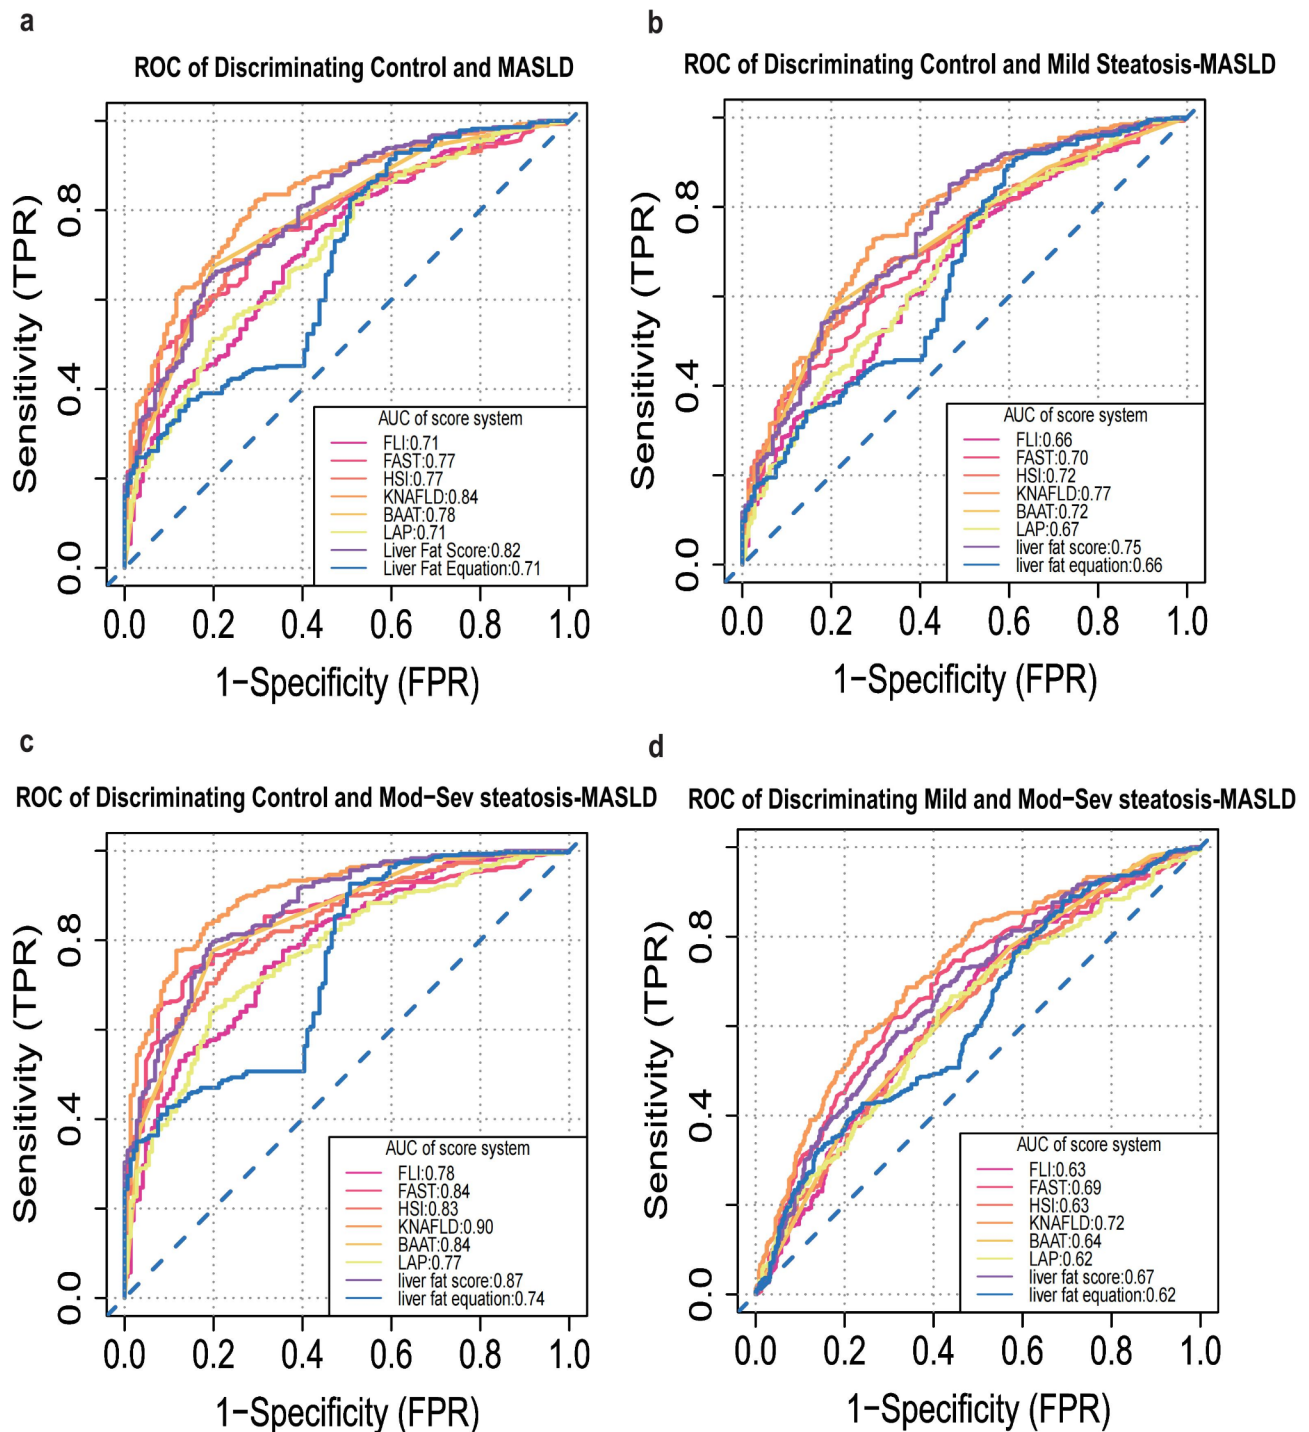 a
ROC of Discriminating Control and MASLD
Sensitivity (TPR)
0.8
0.4
0.0
AUC of score system
FLI:0.71
FAST:0.77
HSI:0.77
KNAFLD:0.84
BAAT:0.78
LAP:0.71
Liver Fat Score:0.82
Liver Fat Equation:0.71
0.0 0.2 0.4 0.6 0.8 1.0
1−Specificity (FPR)
b
ROC of Discriminating Control and Mild Steatosis-MASLD
Sensitivity (TPR)
0.8
0.4
0.0
AUC of score system
FLI:0.66
FAST:0.70
HSI:0.72
KNAFLD:0.77
BAAT:0.72
LAP:0.67
liver fat score:0.75
liver fat equation:0.66
0.0 0.2 0.4 0.6 0.8 1.0
1−Specificity (FPR)
c
ROC of Discriminating Control and Mod−Sev steatosis-MASLD
Sensitivity (TPR)
0.8
0.4
0.0
AUC of score system
FLI:0.78
FAST:0.84
HSI:0.83
KNAFLD:0.90
BAAT:0.84
LAP:0.77
liver fat score:0.87
liver fat equation:0.74
0.0 0.2 0.4 0.6 0.8 1.0
1−Specificity (FPR)
d
ROC of Discriminating Mild and Mod−Sev steatosis-MASLD
Sensitivity (TPR)
0.8
0.4
0.0
AUC of score system
FLI:0.63
FAST:0.69
HSI:0.63
KNAFLD:0.72
BAAT:0.64
LAP:0.62
liver fat score:0.67
liver fat equation:0.62
0.0 0.2 0.4 0.6 0.8 1.0
1−Specificity (FPR)